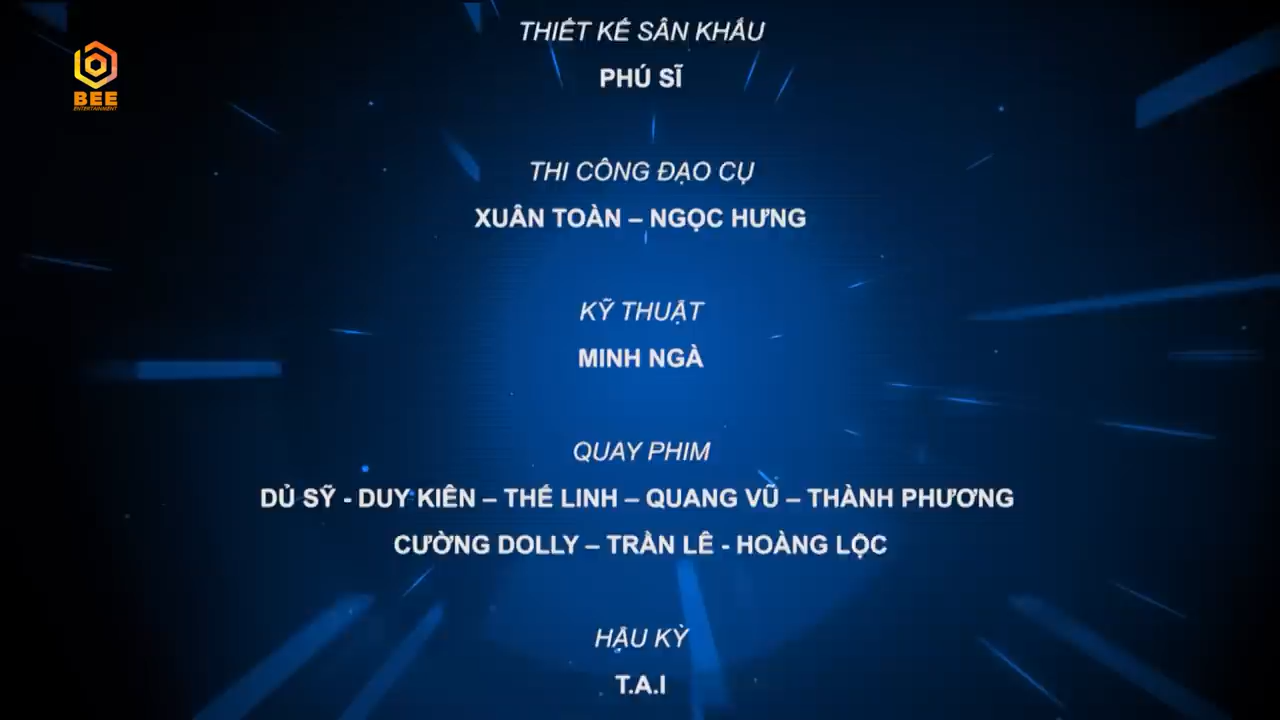 THIẾT KẾ SÂN KHẤU
BEE
ENTERTAINMENT
PHÚ SĨ
THI CÔNG ĐẠO CỤ
XUÂN TOÀN – NGỌC HƯNG
KỸ THUẬT
MINH NGÀ
QUAY PHIM
DỦ SỸ - DUY KIÊN – THẾ LINH – QUANG VŨ – THÀNH PHƯƠNG
CƯỜNG DOLLY – TRẦN LÊ - HOÀNG LỘC
HẬU KỲ
T.A.I